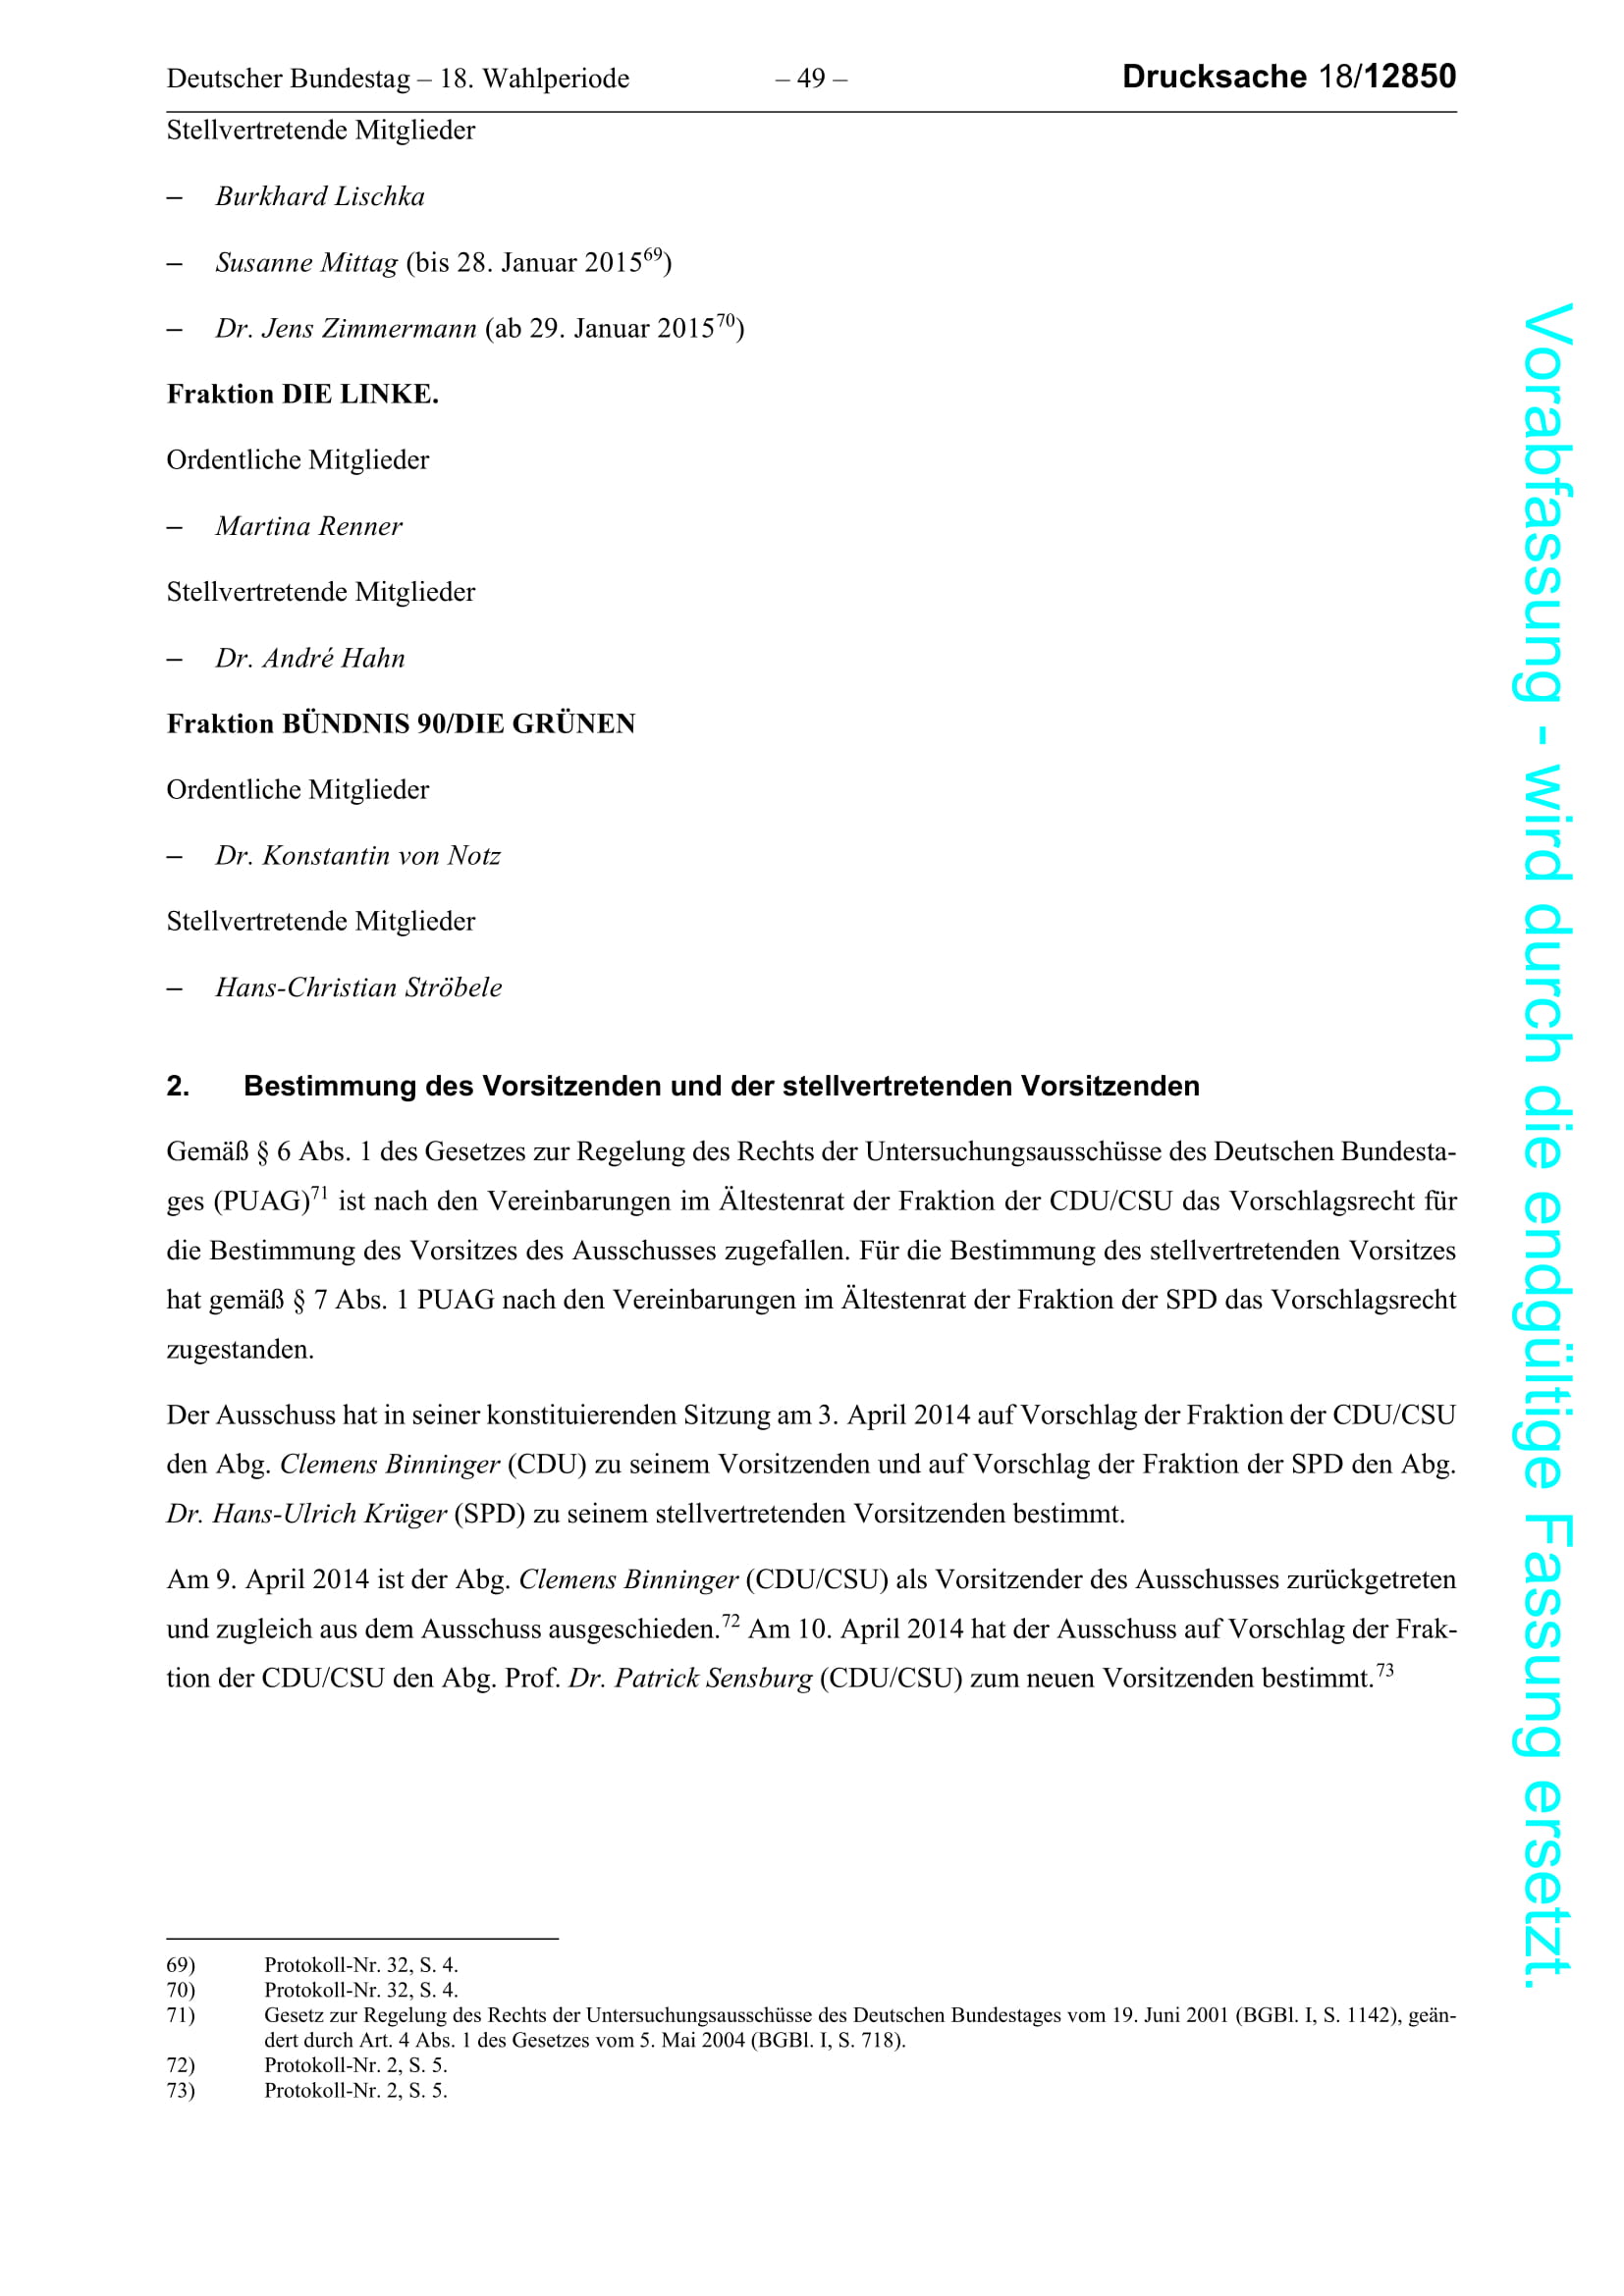 Deutscher Bundestag – 18. Wahlperiode – 49 – Drucksache 18/12850
Stellvertretende Mitglieder
– Burkhard Lischka
– Susanne Mittag (bis 28. Januar 201569)
– Dr. Jens Zimmermann (ab 29. Januar 201570)
Fraktion DIE LINKE.
Ordentliche Mitglieder
– Martina Renner
Stellvertretende Mitglieder
– Dr. André Hahn
Fraktion BÜNDNIS 90/DIE GRÜNEN
Ordentliche Mitglieder
– Dr. Konstantin von Notz
Stellvertretende Mitglieder
– Hans-Christian Ströbele
2. Bestimmung des Vorsitzenden und der stellvertretenden Vorsitzenden
Gemäß § 6 Abs. 1 des Gesetzes zur Regelung des Rechts der Untersuchungsausschüsse des Deutschen Bundesta-
ges (PUAG)71 ist nach den Vereinbarungen im Ältestenrat der Fraktion der CDU/CSU das Vorschlagsrecht für
die Bestimmung des Vorsitzes des Ausschusses zugefallen. Für die Bestimmung des stellvertretenden Vorsitzes
hat gemäß § 7 Abs. 1 PUAG nach den Vereinbarungen im Ältestenrat der Fraktion der SPD das Vorschlagsrecht
zugestanden.
Der Ausschuss hat in seiner konstituierenden Sitzung am 3. April 2014 auf Vorschlag der Fraktion der CDU/CSU
den Abg. Clemens Binninger (CDU) zu seinem Vorsitzenden und auf Vorschlag der Fraktion der SPD den Abg.
Dr. Hans-Ulrich Krüger (SPD) zu seinem stellvertretenden Vorsitzenden bestimmt.
Am 9. April 2014 ist der Abg. Clemens Binninger (CDU/CSU) als Vorsitzender des Ausschusses zurückgetreten
und zugleich aus dem Ausschuss ausgeschieden.72 Am 10. April 2014 hat der Ausschuss auf Vorschlag der Frak-
tion der CDU/CSU den Abg. Prof. Dr. Patrick Sensburg (CDU/CSU) zum neuen Vorsitzenden bestimmt.73
69) Protokoll-Nr. 32, S. 4.
70) Protokoll-Nr. 32, S. 4.
71) Gesetz zur Regelung des Rechts der Untersuchungsausschüsse des Deutschen Bundestages vom 19. Juni 2001 (BGBl. I, S. 1142), geän-
dert durch Art. 4 Abs. 1 des Gesetzes vom 5. Mai 2004 (BGBl. I, S. 718).
72) Protokoll-Nr. 2, S. 5.
73) Protokoll-Nr. 2, S. 5.
Vorabfassung - wird durch die endgültige Fassung ersetzt.